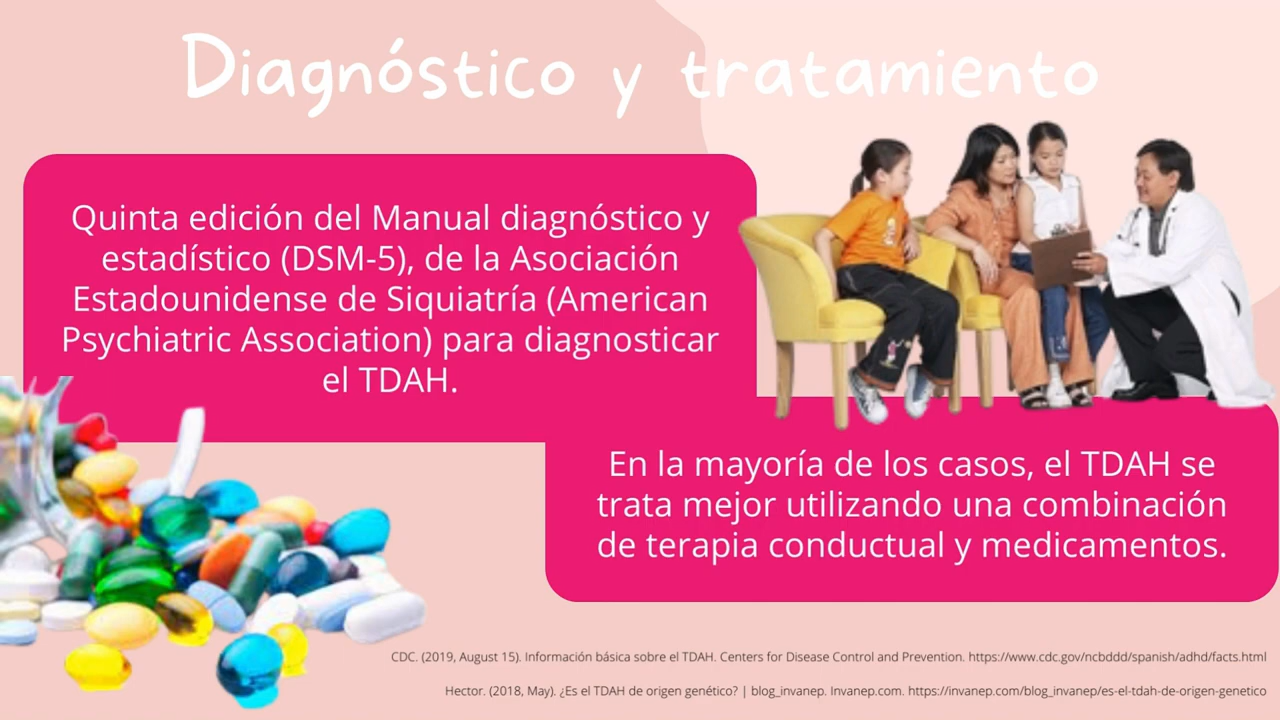 Diagnóstico y tratamiento
Quinta edición del Manual diagnóstico y
estadístico (DSM-5), de la Asociación
Estadounidense de Siquiatría (American
Psychiatric Association) para diagnosticar
el TDAH.
En la mayoría de los casos, el TDAH se
trata mejor utilizando una combinación
de terapia conductual y medicamentos.
CDC. (2019, August 15). Información básica sobre el TDAH. Centers for Disease Control and Prevention. https://www.cdc.gov/ncbddd/spanish/adhd/facts.html
Hector. (2018, May). ¿Es el TDAH de origen genético? | blog_invanep. Invanep.com. https://invanep.com/blog_invanep/es-el-tdah-de-origen-genetico